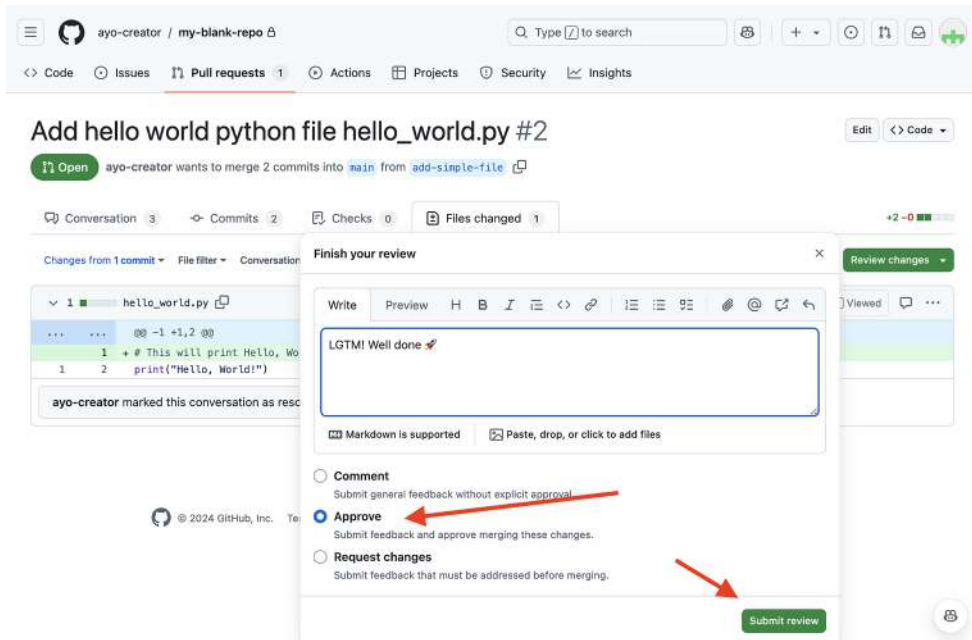 ayo-creator / my-blank-repo
Type / to search
<> Code Issues Pull requests 1 Actions Projects Security Insights
Add hello world python file hello_world.py #2
Edit <> Code
Open ayo-creator wants to merge 2 commits into main from add-simple-file
Conversation 3 Commits 2 Checks 0 Files changed 1 +2 −0
Changes from 1 commit File filter Conversation
Finish your review
Review changes
1 hello_world.py
Viewed
Write Preview H B I
... ... @@ -1 +1,2 @@
1 + # This will print Hello, Wo
1 2 print("Hello, World!")
LGTM! Well done 🚀
ayo-creator marked this conversation as reso
Markdown is supported Paste, drop, or click to add files
Comment
Submit general feedback without explicit approval.
Approve
Submit feedback and approve merging these changes.
Request changes
Submit feedback that must be addressed before merging.
© 2024 GitHub, Inc. Te
Submit review